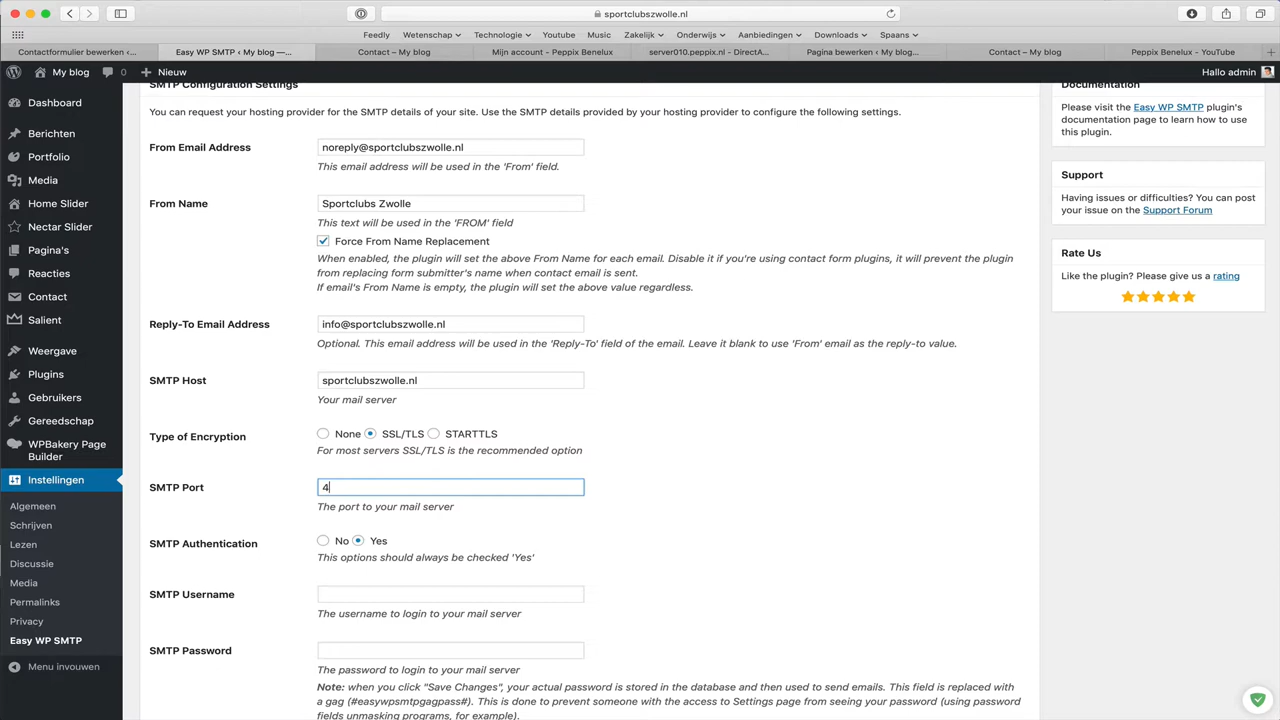 sportclubszwolle.nl
Feedly Wetenschap Technologie Youtube Music Zakelijk Onderwijs Aanbiedingen Downloads Spaans
Contactformulier bewerken ‹... Easy WP SMTP ‹ My blog —... Contact – My blog Mijn account – Peppix Benelux server010.peppix.nl - DirectA... Pagina bewerken ‹ My blog... Contact – My blog Peppix Benelux - YouTube
My blog 0 Nieuw Hallo admin
Dashboard
Berichten
Portfolio
Media
Home Slider
Nectar Slider
Pagina's
Reacties
Contact
Salient
Weergave
Plugins
Gebruikers
Gereedschap
WPBakery Page
Builder
Instellingen
Algemeen
Schrijven
Lezen
Discussie
Media
Permalinks
Privacy
Easy WP SMTP
Menu invouwen
SMTP Configuration Settings
You can request your hosting provider for the SMTP details of your site. Use the SMTP details provided by your hosting provider to configure the following settings.
From Email Address noreply@sportclubszwolle.nl
This email address will be used in the 'From' field.
From Name Sportclubs Zwolle
This text will be used in the 'FROM' field
Force From Name Replacement
When enabled, the plugin will set the above From Name for each email. Disable it if you're using contact form plugins, it will prevent the plugin
from replacing form submitter's name when contact email is sent.
If email's From Name is empty, the plugin will set the above value regardless.
Reply-To Email Address info@sportclubszwolle.nl
Optional. This email address will be used in the 'Reply-To' field of the email. Leave it blank to use 'From' email as the reply-to value.
SMTP Host sportclubszwolle.nl
Your mail server
Type of Encryption None SSL/TLS STARTTLS
For most servers SSL/TLS is the recommended option
SMTP Port 4
The port to your mail server
SMTP Authentication No Yes
This options should always be checked 'Yes'
SMTP Username
The username to login to your mail server
SMTP Password
The password to login to your mail server
Note: when you click "Save Changes", your actual password is stored in the database and then used to send emails. This field is replaced with
a gag (#easywpsmtpgagpass#). This is done to prevent someone with the access to Settings page from seeing your password (using password
fields unmasking programs, for example).
Documentation
Please visit the Easy WP SMTP plugin's
documentation page to learn how to use
this plugin.
Support
Having issues or difficulties? You can post
your issue on the Support Forum
Rate Us
Like the plugin? Please give us a rating